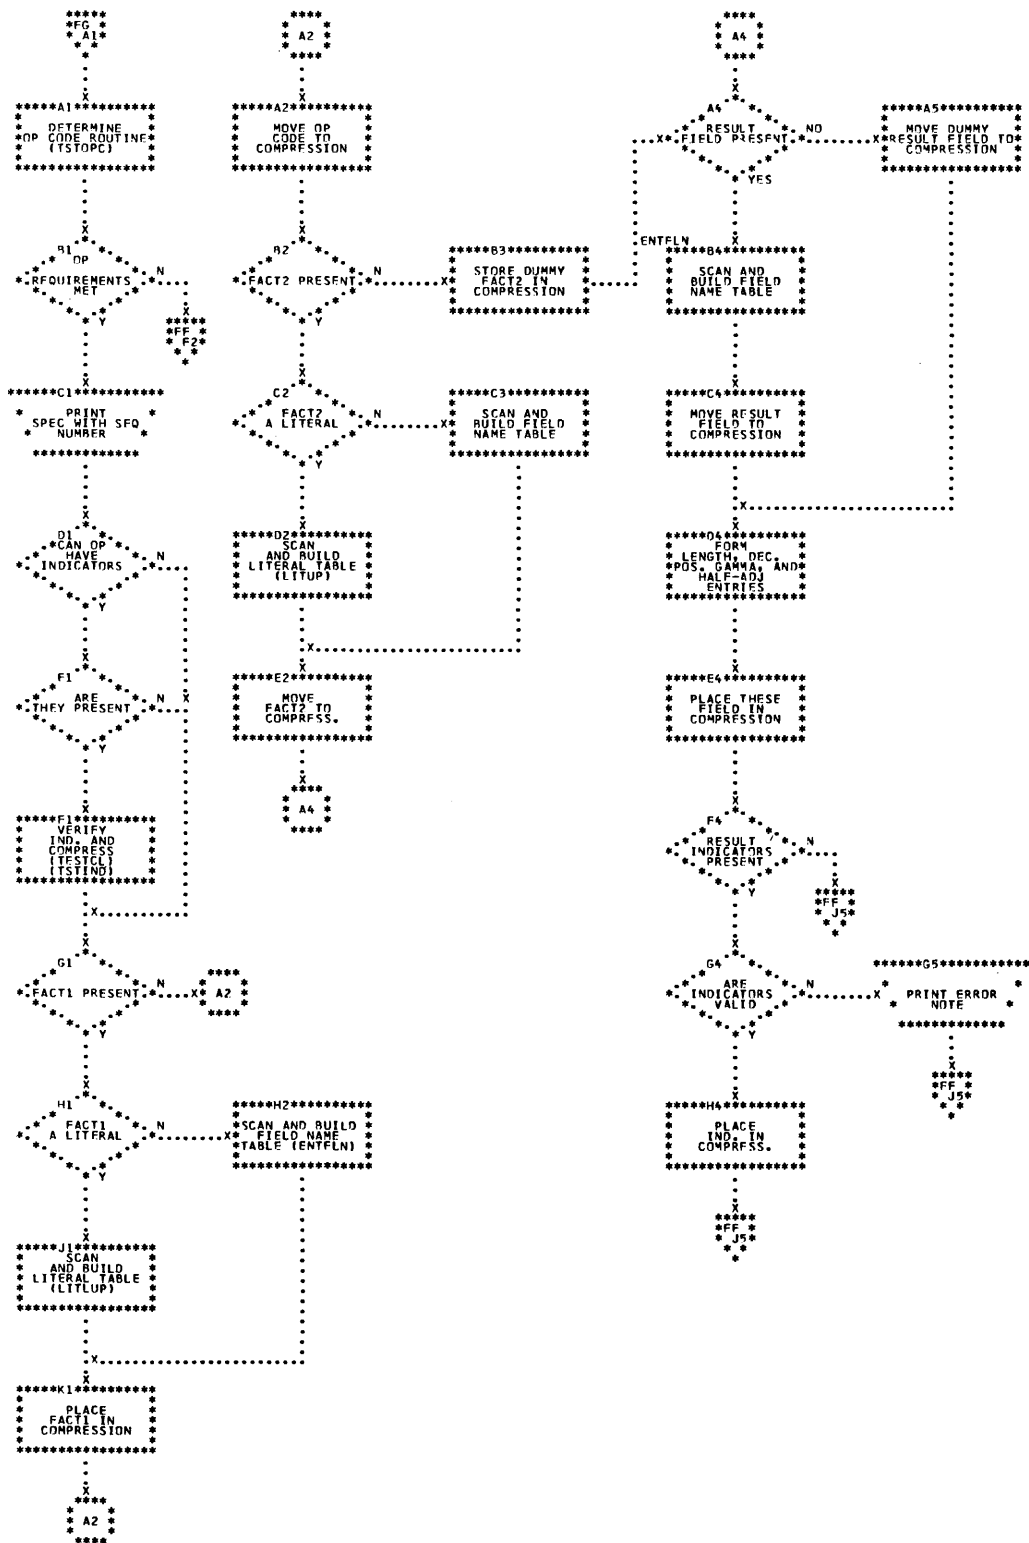 FG
A1
A1
DETERMINE
OP CODE ROUTINE
(TSTOPC)
B1
OP
REQUIREMENTS
MET
N
Y
FF
F2
C1
PRINT
SPEC WITH SEQ
NUMBER
D1
CAN OP
HAVE
INDICATORS
N
Y
ARE
THEY PRESENT
N
Y
F1
VERIFY
IND. AND
COMPRESS
(TESTCL)
(TSTIND)
G1
FACT1 PRESENT
N
A2
Y
H1
FACT1
A LITERAL
N
Y
H2
SCAN AND BUILD
FIELD NAME
TABLE (ENTFLN)
J1
SCAN
AND BUILD
LITERAL TABLE
(LITLUP)
K1
PLACE
FACT1 IN
COMPRESSION
A2
A2
A2
MOVE OP
CODE TO
COMPRESSION
B2
FACT2 PRESENT
N
Y
B3
STORE DUMMY
FACT2 IN
COMPRESSION
ENTFLN
C2
FACT2
A LITERAL
N
Y
C3
SCAN AND
BUILD FIELD
NAME TABLE
D2
SCAN
AND BUILD
LITERAL TABLE
(LITUP)
E2
MOVE
FACT2 TO
COMPRESS.
A4
A4
A4
RESULT
FIELD PRESENT
NO
YES
A5
MOVE DUMMY
RESULT FIELD TO
COMPRESSION
B4
SCAN AND
BUILD FIELD
NAME TABLE
C4
MOVE RESULT
FIELD TO
COMPRESSION
D4
FORM
LENGTH, DEC.
POS. GAMMA, AND
HALF-ADJ
ENTRIES
E4
PLACE THESE
FIELD IN
COMPRESSION
F4
RESULT
INDICATORS
PRESENT
N
Y
FF
J5
G4
ARE
INDICATORS
VALID
N
Y
G5
PRINT ERROR
NOTE
FF
J5
H4
PLACE
IND. IN
COMPRESS.
FF
J5